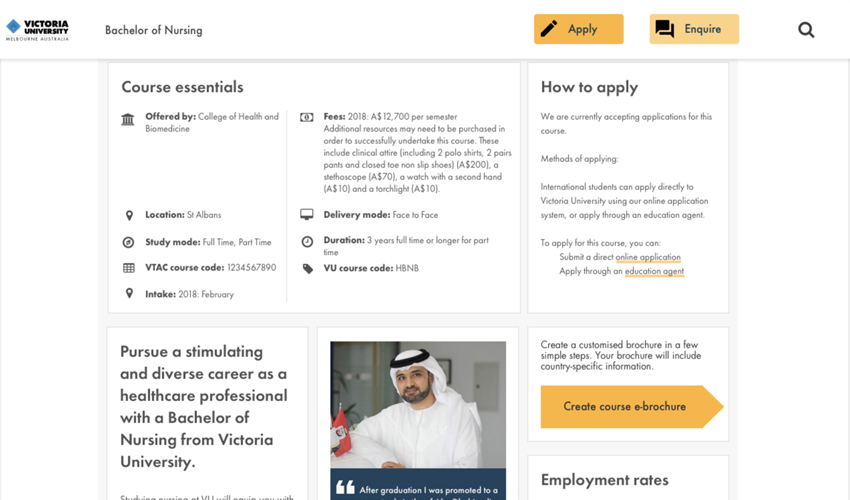 VICTORIA
UNIVERSITY
MELBOURNE AUSTRALIA
Bachelor of Nursing
Apply
Enquire
Course essentials
Offered by: College of Health and
Biomedicine
Location: St Albans
Study mode: Full Time, Part Time
VTAC course code: 1234567890
Intake: 2018: February
Fees: 2018: A$12,700 per semester
Additional resources may need to be purchased in
order to successfully undertake this course. These
include clinical attire (including 2 polo shirts, 2 pairs
pants and closed toe non slip shoes) (A$200), a
stethoscope (A$70), a watch with a second hand
(A$10) and a torchlight (A$10).
Delivery mode: Face to Face
Duration: 3 years full time or longer for part
time
VU course code: HBNB
How to apply
We are currently accepting applications for this
course.
Methods of applying:
International students can apply directly to
Victoria University using our online application
system, or apply through an education agent.
To apply for this course, you can:
Submit a direct online application
Apply through an education agent
Pursue a stimulating
and diverse career as a
healthcare professional
with a Bachelor of
Nursing from Victoria
University.
Studying nursing at VU will equip you with
After graduation I was promoted to a
Create a customised brochure in a few
simple steps. Your brochure will include
country-specific information.
Create course e-brochure
Employment rates